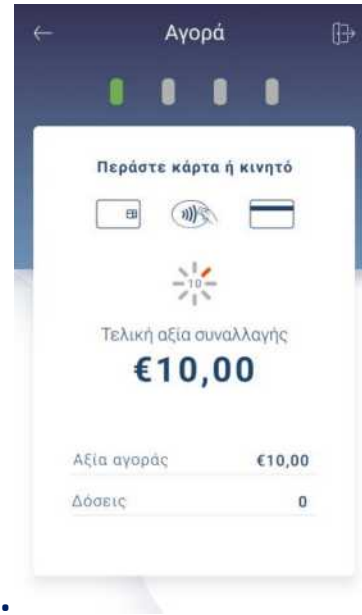 Αγορά
Περάστε κάρτα ή κινητό
10
Τελική αξία συναλλαγής
€10,00
Αξία αγοράς €10,00
Δόσεις 0